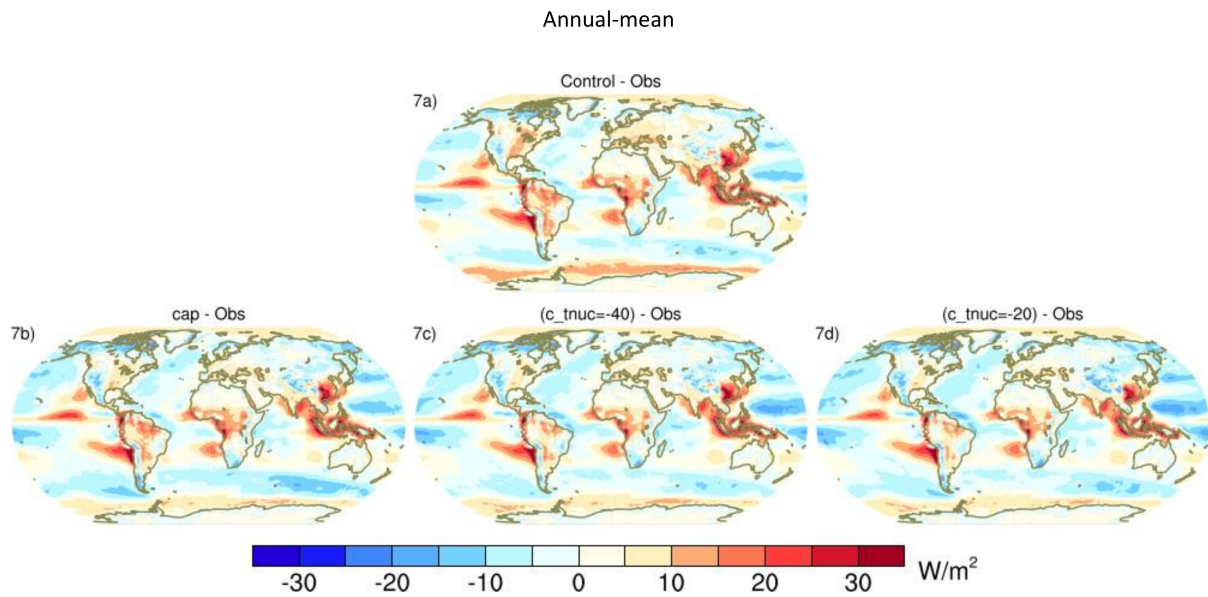 Annual-mean
Control - Obs
7a)
cap - Obs
7b)
(c_tnuc=-40) - Obs
7c)
(c_tnuc=-20) - Obs
7d)
-30 -20 -10 0 10 20 30 W/m²